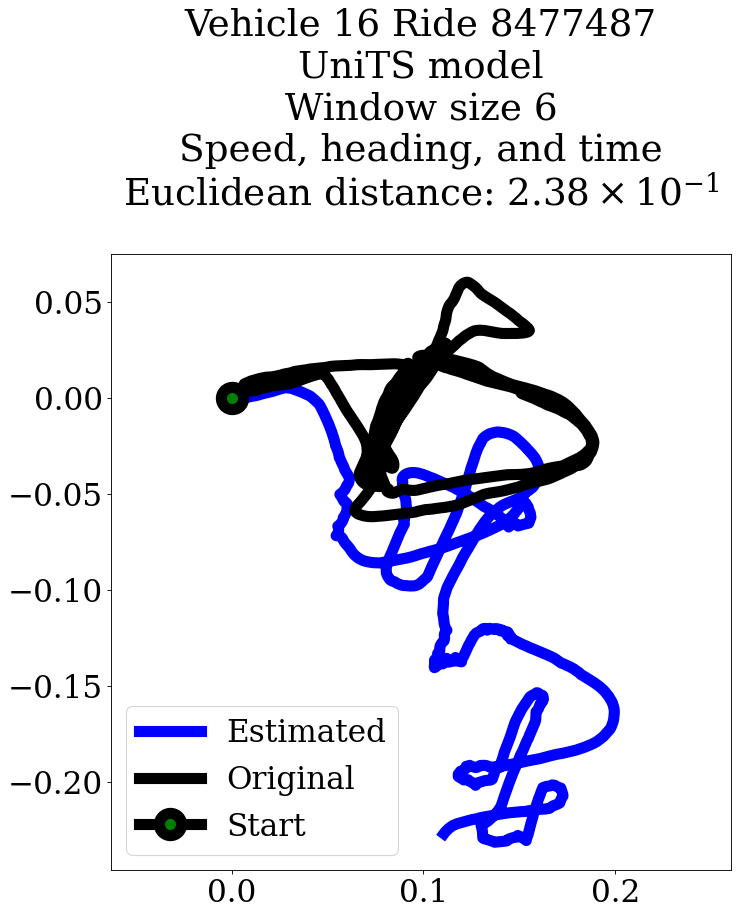 Vehicle 16 Ride 8477487
UniTS model
Window size 6
Speed, heading, and time
Euclidean distance: 2.38 × 10⁻¹
0.05
0.00
−0.05
−0.10
−0.15
−0.20
Estimated
Original
Start
0.0
0.1
0.2